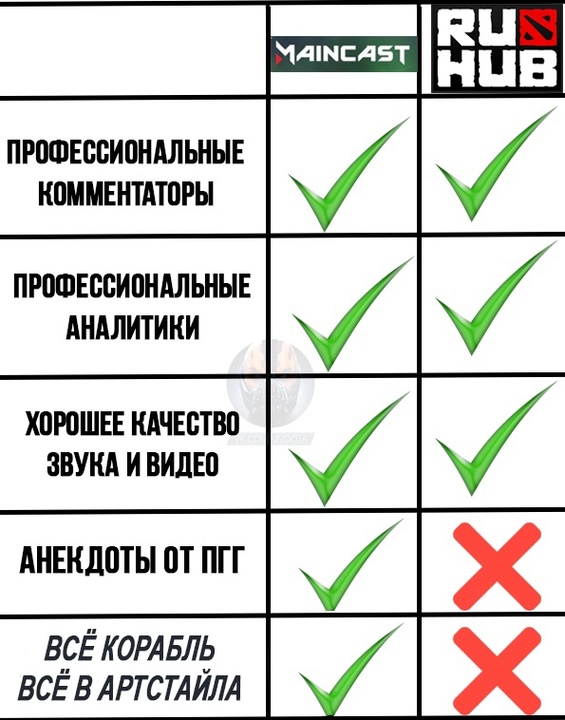 MAINCAST
RU
HUB
ПРОФЕССИОНАЛЬНЫЕ
КОММЕНТАТОРЫ
ПРОФЕССИОНАЛЬНЫЕ
АНАЛИТИКИ
ХОРОШЕЕ КАЧЕСТВО
ЗВУКА И ВИДЕО
АНЕКДОТЫ ОТ ПГГ
ВСЁ КОРАБЛЬ
ВСЁ В АРТСТАЙЛА